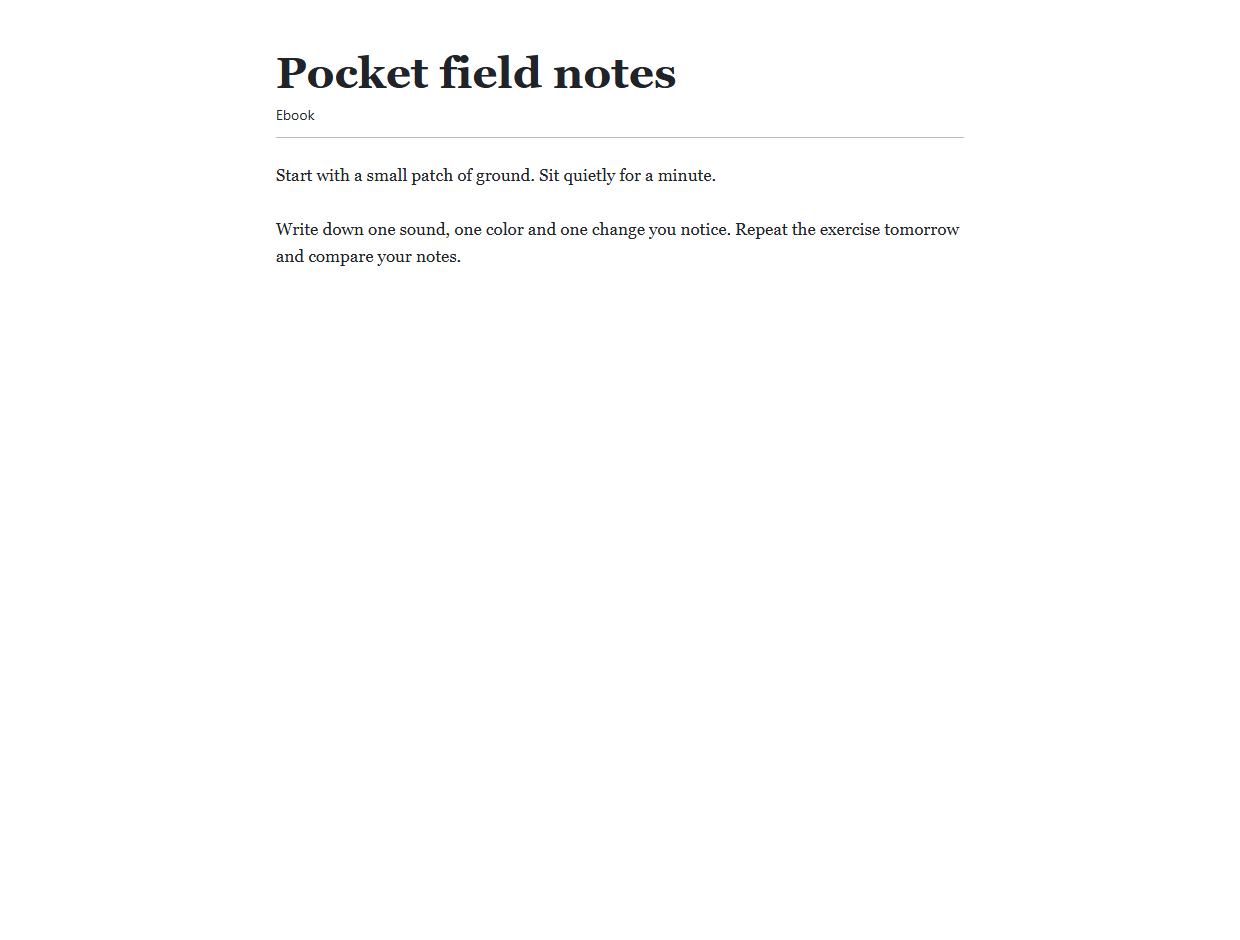 Pocket field notes
Ebook
Start with a small patch of ground. Sit quietly for a minute.
Write down one sound, one color and one change you notice. Repeat the exercise tomorrow
and compare your notes.